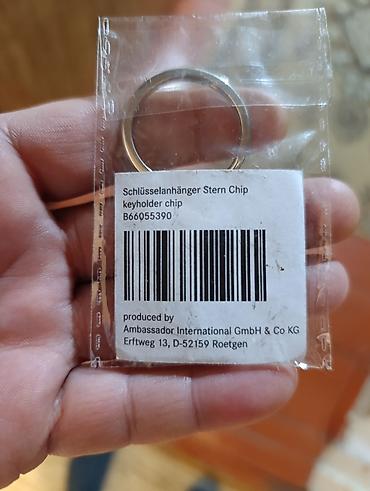 Schlüsselanhänger Stern Chip
keyholder chip
B66055390
produced by
Ambassador International GmbH & Co KG
Erftweg 13, D-52159 Roetgen